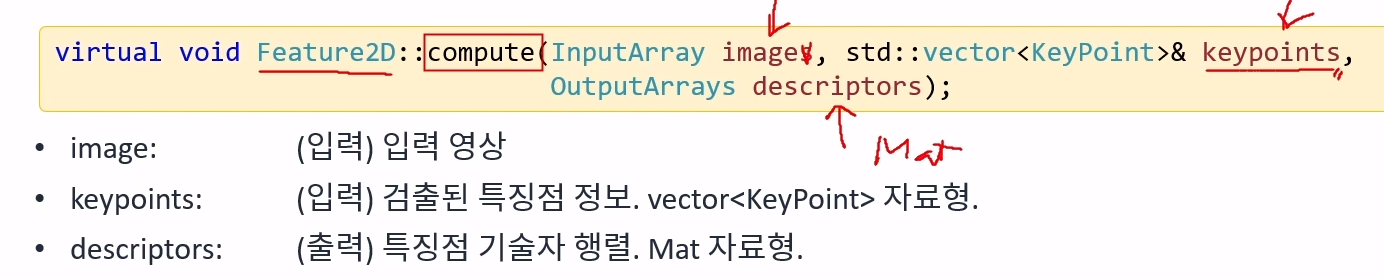 virtual void Feature2D::compute(InputArray images, std::vector<KeyPoint>& keypoints,
OutputArrays descriptors);
Mat
• image: (입력) 입력 영상
• keypoints: (입력) 검출된 특징점 정보. vector<KeyPoint> 자료형.
• descriptors: (출력) 특징점 기술자 행렬. Mat 자료형.